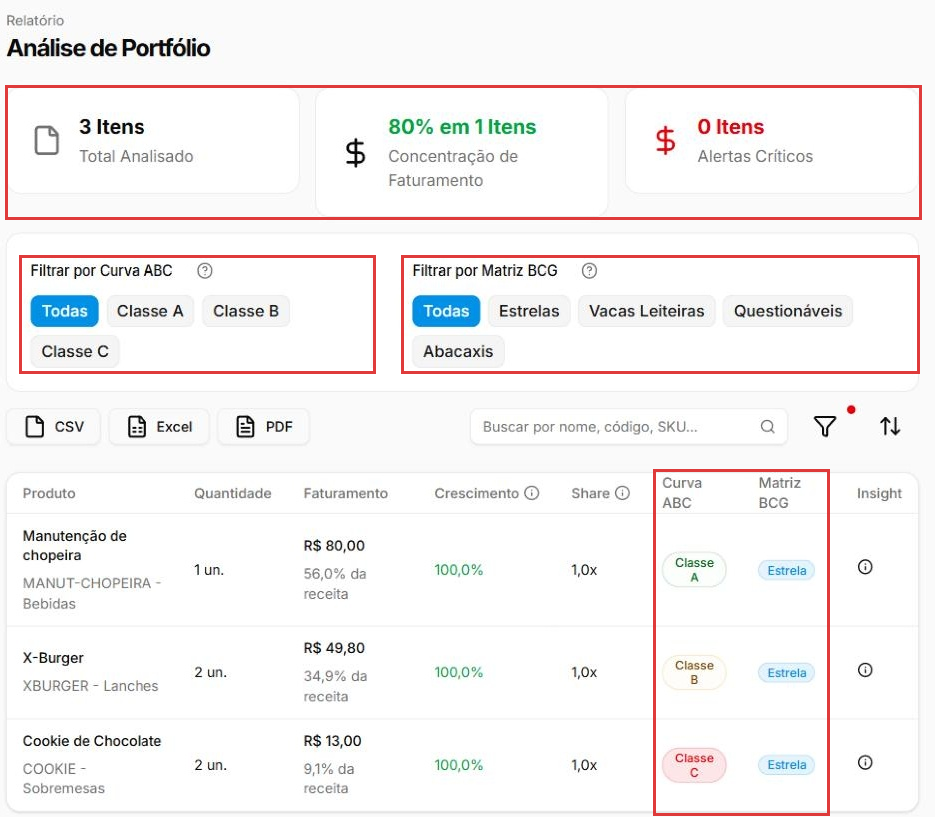 Relatório
Análise de Portfólio
3 Itens
Total Analisado
80% em 1 Itens
Concentração de
Faturamento
0 Itens
Alertas Críticos
Filtrar por Curva ABC
Todas Classe A Classe B
Classe C
Filtrar por Matriz BCG
Todas Estrelas Vacas Leiteiras Questionáveis
Abacaxis
CSV Excel PDF Buscar por nome, código, SKU...
Produto Quantidade Faturamento Crescimento Share Curva ABC Matriz BCG Insight
Manutenção de
chopeira
MANUT-CHOPEIRA -
Bebidas
1 un.
R$ 80,00
56,0% da
receita
100,0%
1,0x
Classe
A
Estrela
X-Burger
XBURGER - Lanches
2 un.
R$ 49,80
34,9% da
receita
100,0%
1,0x
Classe
B
Estrela
Cookie de Chocolate
COOKIE -
Sobremesas
2 un.
R$ 13,00
9,1% da
receita
100,0%
1,0x
Classe
C
Estrela